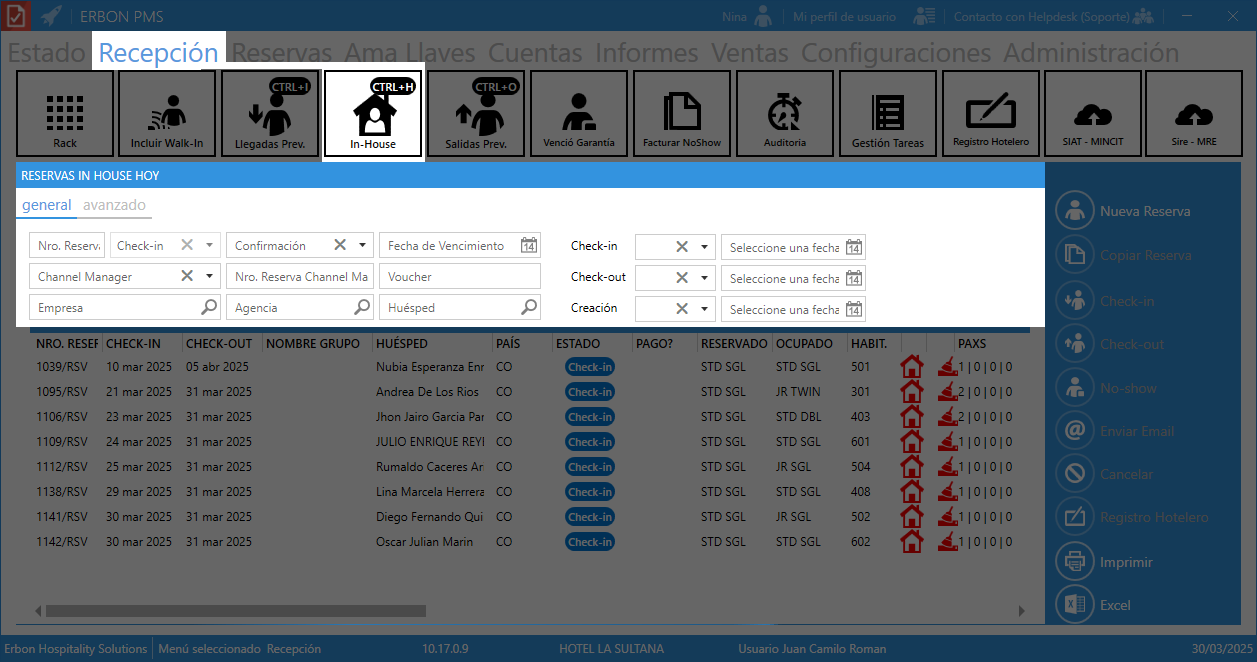 ERBON PMS
Nina
Mi perfil de usuario
Contacto con Helpdesk (Soporte)
Estado Recepción Reservas Ama Llaves Cuentas Informes Ventas Configuraciones Administración
CTRL+I CTRL+H CTRL+O
Rack Incluir Walk-In Llegadas Prev. In-House Salidas Prev. Venció Garantía Facturar NoShow Auditoria Gestión Tareas Registro Hotelero SIAT - MINCIT Sire - MRE
RESERVAS IN HOUSE HOY
general avanzado
Nro. Reserva Check-in Confirmación Fecha de Vencimiento 14 Check-in Seleccione una fecha 14
Channel Manager Nro. Reserva Channel Ma Voucher Check-out Seleccione una fecha 14
Empresa Agencia Huésped Creación Seleccione una fecha 14
NRO. RESEF CHECK-IN CHECK-OUT NOMBRE GRUPO HUÉSPED PAÍS ESTADO PAGO? RESERVADO OCUPADO HABIT. PAXS
1039/RSV 10 mar 2025 05 abr 2025 Nubia Esperanza Enr CO Check-in STD SGL STD SGL 501 1|0|0|0
1095/RSV 21 mar 2025 31 mar 2025 Andrea De Los Rios CO Check-in STD SGL JR TWIN 301 2|0|0|0
1106/RSV 23 mar 2025 31 mar 2025 Jhon Jairo Garcia Par CO Check-in STD SGL STD DBL 403 2|0|0|0
1109/RSV 24 mar 2025 31 mar 2025 JULIO ENRIQUE REYI CO Check-in STD SGL STD SGL 601 1|0|0|0
1112/RSV 25 mar 2025 31 mar 2025 Rumaldo Caceres Ar CO Check-in STD SGL JR SGL 504 1|0|0|0
1138/RSV 29 mar 2025 31 mar 2025 Lina Marcela Herrera CO Check-in STD SGL STD SGL 408 1|0|0|0
1141/RSV 30 mar 2025 31 mar 2025 Diego Fernando Qui CO Check-in STD SGL JR SGL 502 1|0|0|0
1142/RSV 30 mar 2025 31 mar 2025 Oscar Julian Marin CO Check-in STD SGL STD SGL 602 1|0|0|0
Nueva Reserva
Copiar Reserva
Check-in
Check-out
No-show
@ Enviar Email
Cancelar
Registro Hotelero
Imprimir
Excel
Erbon Hospitality Solutions Menú seleccionado Recepción 10.17.0.9 HOTEL LA SULTANA Usuario Juan Camilo Roman 30/03/2025